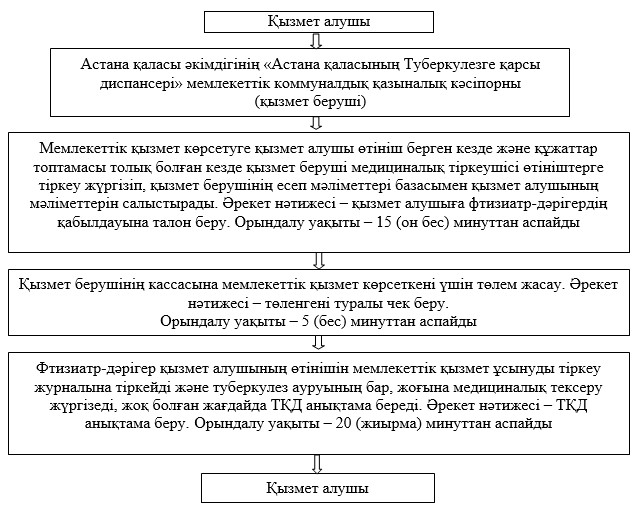 Қызмет алушы
Астана қаласы әкімдігінің «Астана қаласының Туберкулезге қарсы
диспансері» мемлекеттік коммуналдық қазыналық кәсіпорны
(қызмет беруші)
Мемлекеттік қызмет көрсетуге қызмет алушы өтініш берген кезде және құжаттар
топтамасы толық болған кезде қызмет беруші медициналық тіркеушісі өтініштерге
тіркеу жүргізіп, қызмет берушінің есеп мәліметтері базасымен қызмет алушының
мәліметтерін салыстырады. Әрекет нәтижесі – қызмет алушыға фтизиатр-дәрігердің
қабылдауына талон беру. Орындалу уақыты – 15 (он бес) минуттан аспайды
Қызмет берушінің кассасына мемлекеттік қызмет көрсеткені үшін төлем жасау. Әрекет
нәтижесі – төленгені туралы чек беру.
Орындалу уақыты – 5 (бес) минуттан аспайды
Фтизиатр-дәрігер қызмет алушының өтінішін мемлекеттік қызмет ұсынуды тіркеу
журналына тіркейді және туберкулез ауруының бар, жоғына медициналық тексеру
жүргізеді, жоқ болған жағдайда ТҚД анықтама береді. Әрекет нәтижесі – ТҚД
анықтама беру. Орындалу уақыты – 20 (жиырма) минуттан аспайды
Қызмет алушы